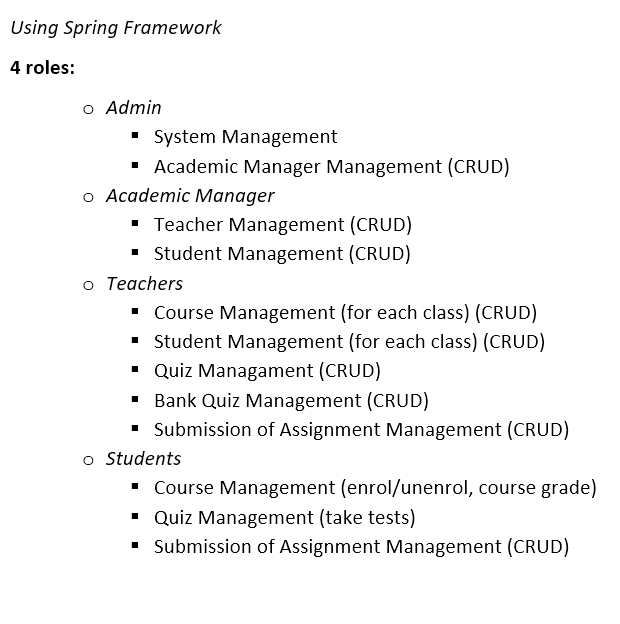 Using Spring Framework
4 roles:
o Admin
▪ System Management
▪ Academic Manager Management (CRUD)
o Academic Manager
▪ Teacher Management (CRUD)
▪ Student Management (CRUD)
o Teachers
▪ Course Management (for each class) (CRUD)
▪ Student Management (for each class) (CRUD)
▪ Quiz Managament (CRUD)
▪ Bank Quiz Management (CRUD)
▪ Submission of Assignment Management (CRUD)
o Students
▪ Course Management (enrol/unenrol, course grade)
▪ Quiz Management (take tests)
▪ Submission of Assignment Management (CRUD)